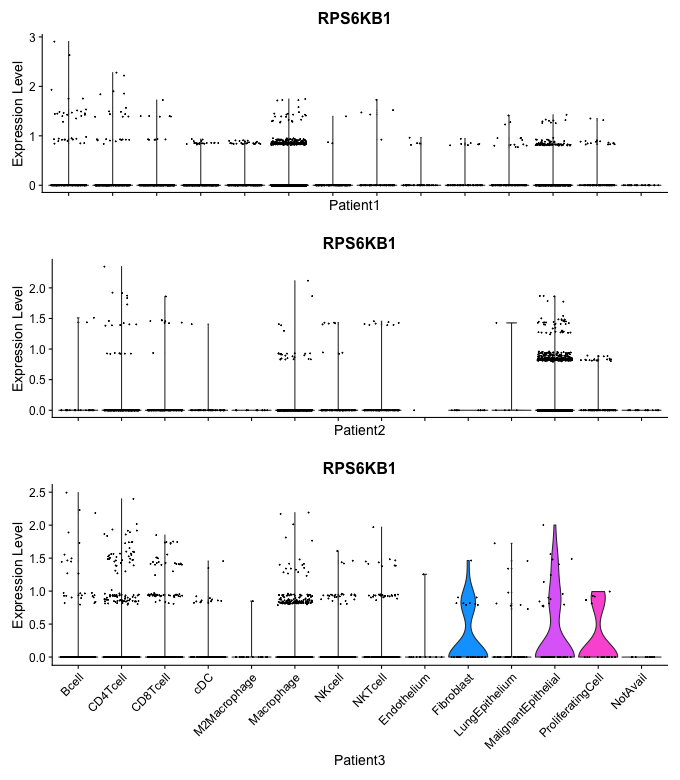 RPS6KB1
Expression Level
3
2
1
0
Patient1
RPS6KB1
Expression Level
2.0
1.5
1.0
0.5
0.0
Patient2
RPS6KB1
Expression Level
2.5
2.0
1.5
1.0
0.5
0.0
Bcell
CD4Tcell
CD8Tcell
cDC
M2Macrophage
Macrophage
NKcell
NKTcell
Endothelium
Fibroblast
LungEpithelium
MalignantEpithelial
ProliferatingCell
NotAvail
Patient3